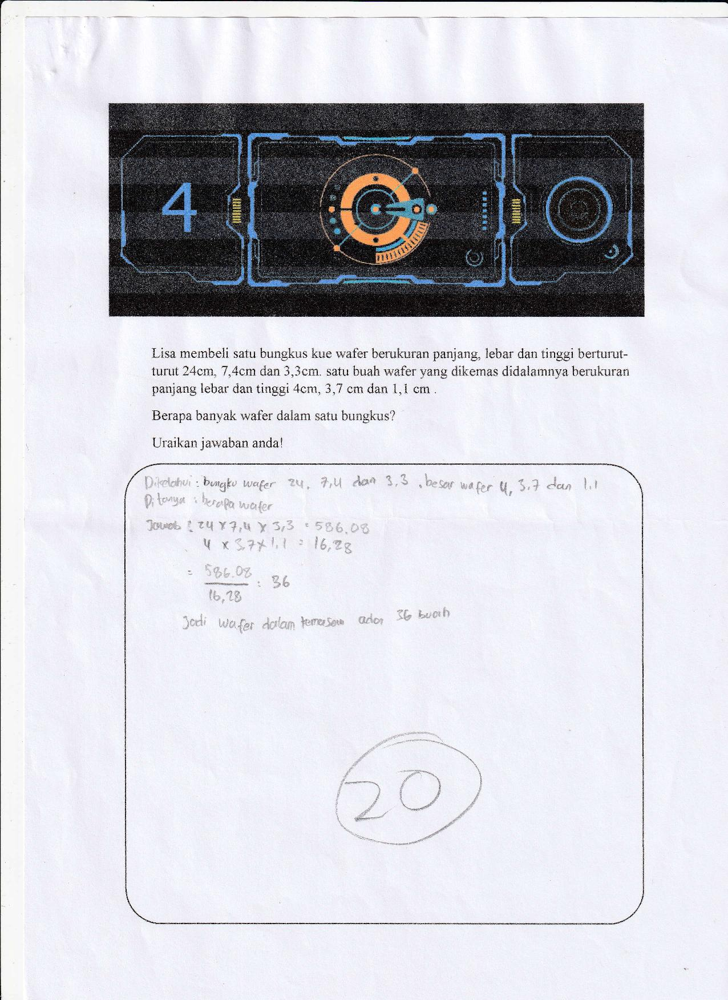 4
Lisa membeli satu bungkus kue wafer berukuran panjang, lebar dan tinggi berturut-
turut 24cm, 7,4cm dan 3,3cm. satu buah wafer yang dikemas didalamnya berukuran
panjang lebar dan tinggi 4cm, 3,7 cm dan 1,1 cm .
Berapa banyak wafer dalam satu bungkus?
Uraikan jawaban anda!
Diketahui : bungku wafer 24, 7,4 dan 3,3 . besar wafer 4, 3.7 dan 1.1
Ditanya : berapa wafer
Jawab : 24 x 7,4 x 3,3 = 586.08
4 x 3,7 x 1,1 = 16,28
= 586.08
16,28 = 36
Jadi wafer dalam kemasan ada 36 buah
20